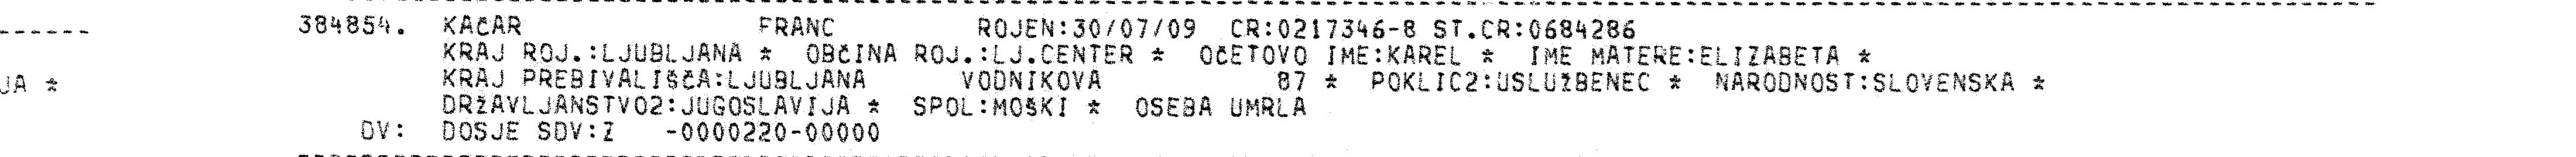 384854. KAČAR FRANC ROJEN:30/07/09 CR:0217346-8 ST.CR:0684286
KRAJ ROJ.:LJUBLJANA * OBČINA ROJ.:LJ.CENTER * OČETOVO IME:KAREL * IME MATERE:ELIZABETA *
JA * KRAJ PREBIVALIŠČA:LJUBLJANA VODNIKOVA 87 * POKLIC2:USLUŽBENEC * NARODNOST:SLOVENSKA *
DRŽAVLJANSTVO2:JUGOSLAVIJA * SPOL:MOŠKI * OSEBA UMRLA
DV: DOSJE SDV:Z -0000220-00000